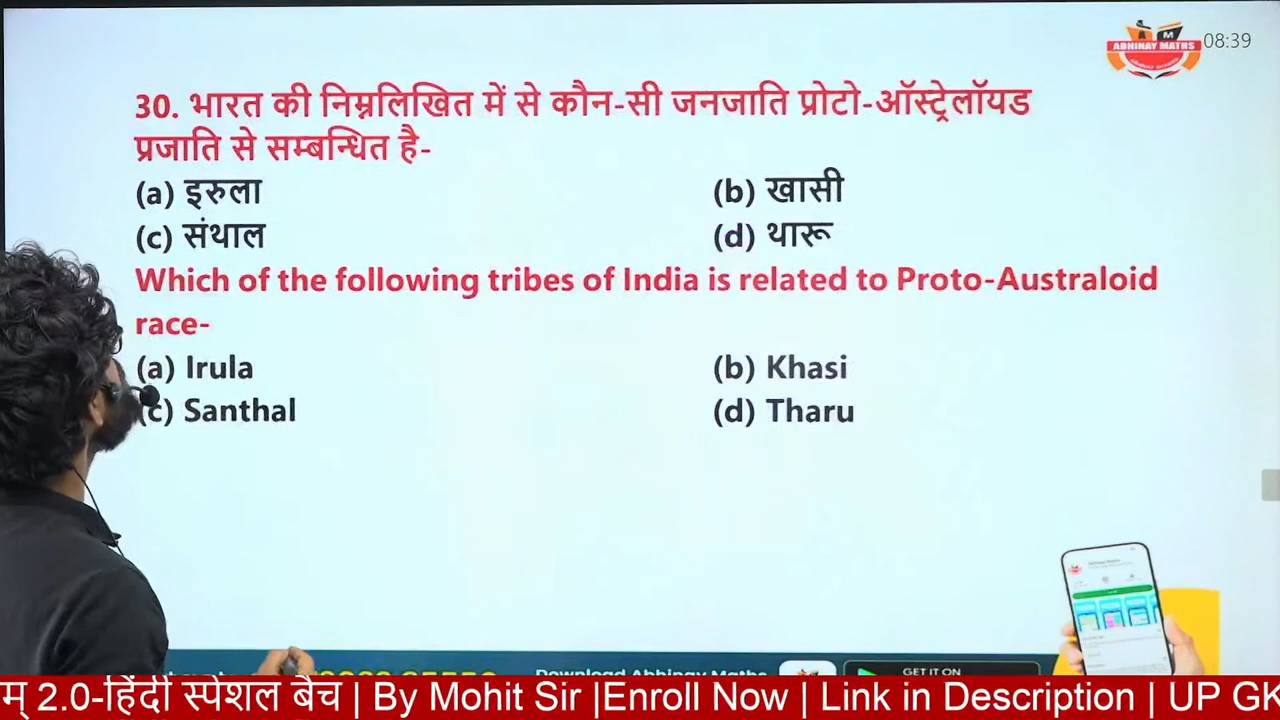 ABHINAY MATHS
08:39
30. भारत की निम्नलिखित में से कौन-सी जनजाति प्रोटो-ऑस्ट्रेलॉयड
प्रजाति से सम्बन्धित है-
(a) इरुला (b) खासी
(c) संथाल (d) थारू
Which of the following tribes of India is related to Proto-Australoid
race-
(a) Irula (b) Khasi
(c) Santhal (d) Tharu
Download Abhinay Maths
GET IT ON
म् 2.0-हिंदी स्पेशल बैच | By Mohit Sir |Enroll Now | Link in Description | UP GK